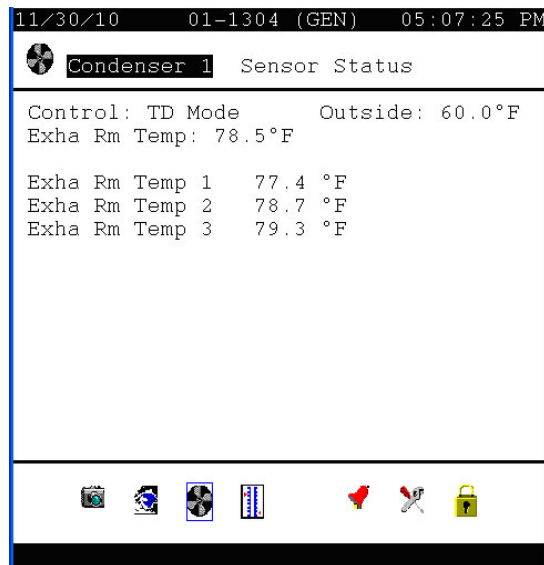 11/30/10 01-1304 (GEN) 05:07:25 PM
Condenser 1 Sensor Status
Control: TD Mode Outside: 60.0°F
Exha Rm Temp: 78.5°F
Exha Rm Temp 1 77.4 °F
Exha Rm Temp 2 78.7 °F
Exha Rm Temp 3 79.3 °F